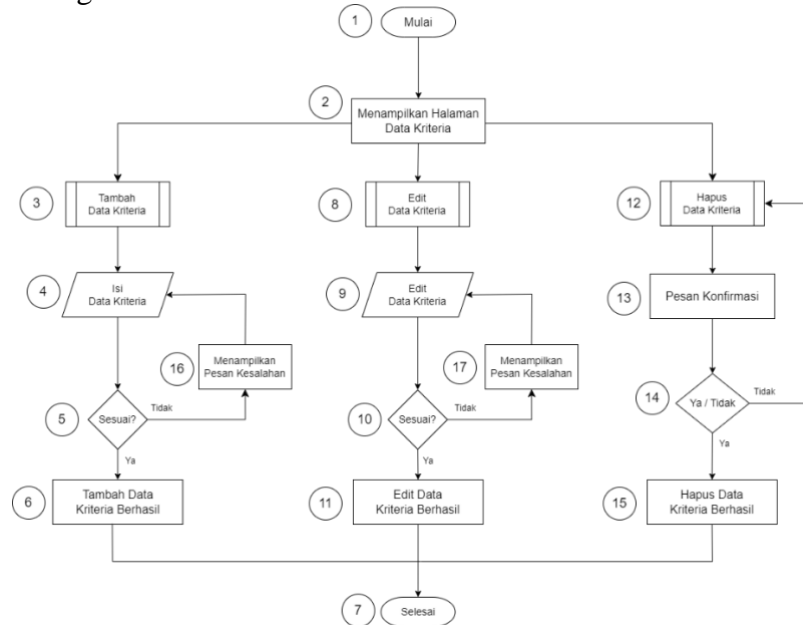 1
Mulai
2
Menampilkan Halaman
Data Kriteria
3
Tambah
Data Kriteria
8
Edit
Data Kriteria
12
Hapus
Data Kriteria
4
Isi
Data Kriteria
9
Edit
Data Kriteria
13
Pesan Konfirmasi
16
Menampilkan
Pesan Kesalahan
17
Menampilkan
Pesan Kesalahan
5
Sesuai?
Tidak
Ya
10
Sesuai?
Tidak
Ya
14
Ya / Tidak
Tidak
Ya
6
Tambah Data
Kriteria Berhasil
11
Edit Data
Kriteria Berhasil
15
Hapus Data
Kriteria Berhasil
7
Selesai